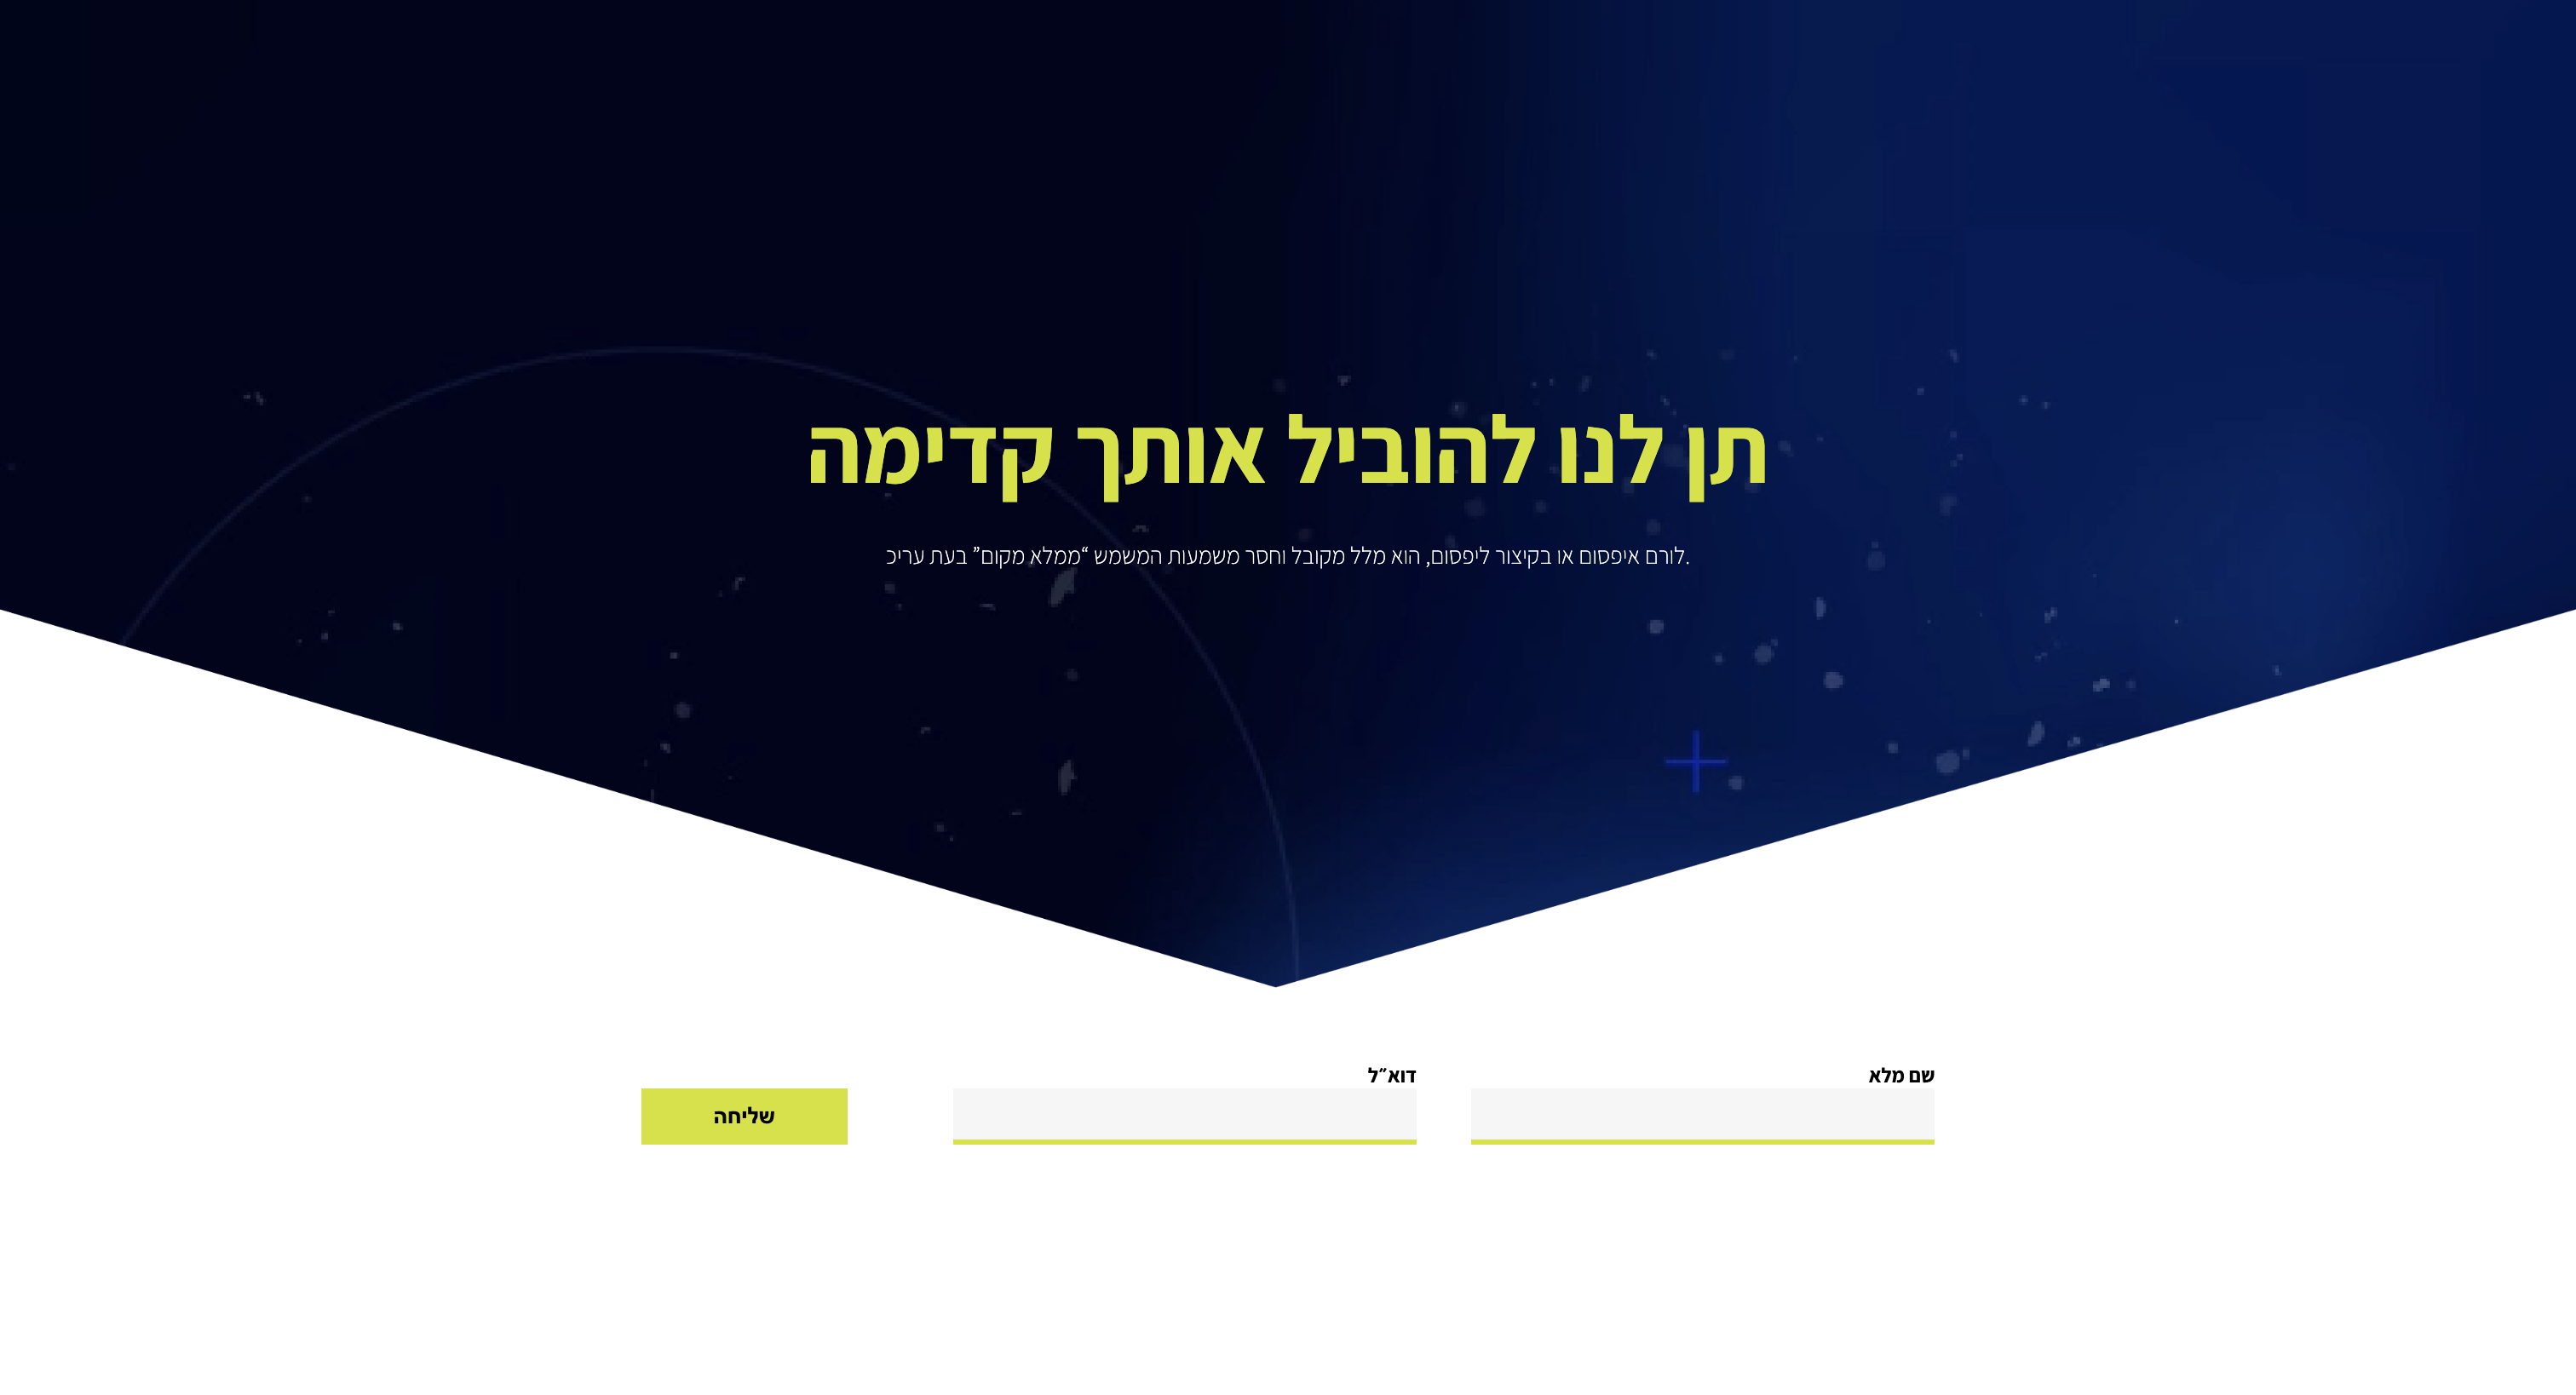 תן לנו להוביל אותך קדימה
לורם איפסום או בקיצור ליפסום, הוא מלל מקובל וחסר משמעות המשמש “ממלא מקום” בעת עריכ.
שם מלא
דוא״ל
שליחה